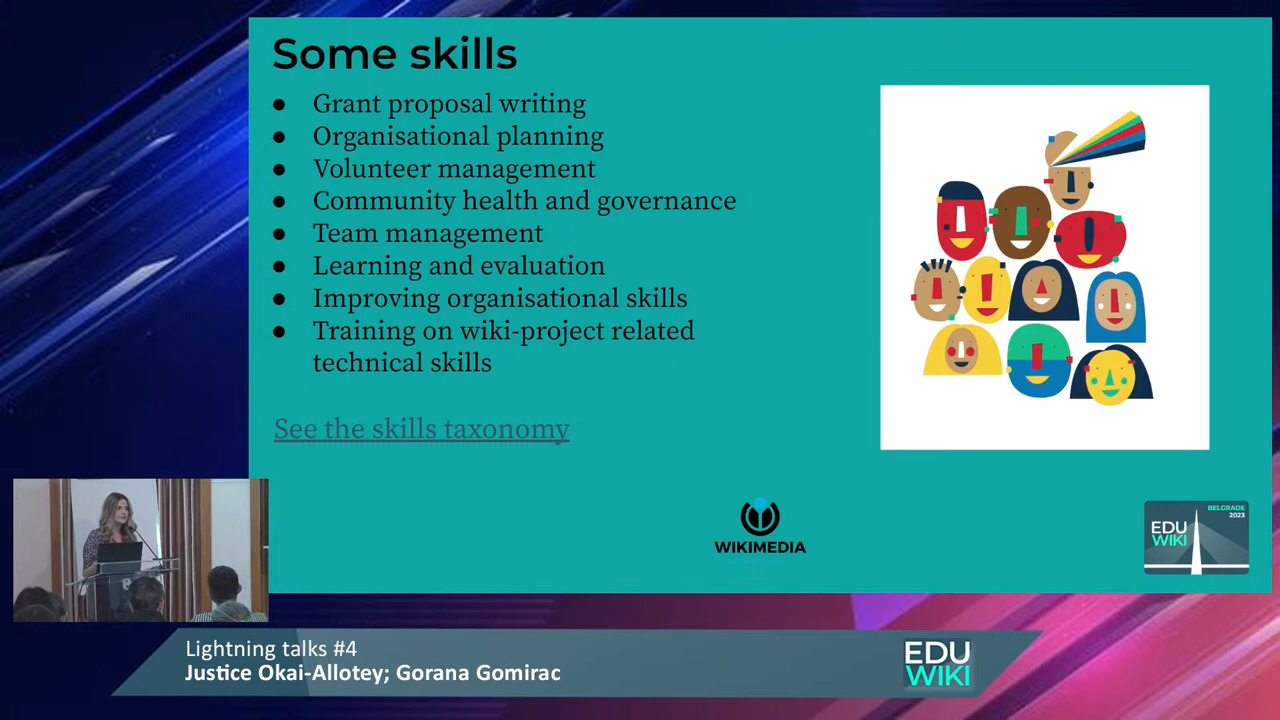 Some skills
● Grant proposal writing
● Organisational planning
● Volunteer management
● Community health and governance
● Team management
● Learning and evaluation
● Improving organisational skills
● Training on wiki-project related
technical skills
See the skills taxonomy
WIKIMEDIA
BELGRADE
2023
EDU
WIKI
Lightning talks #4
Justice Okai-Allotey; Gorana Gomirac
EDU
WIKI